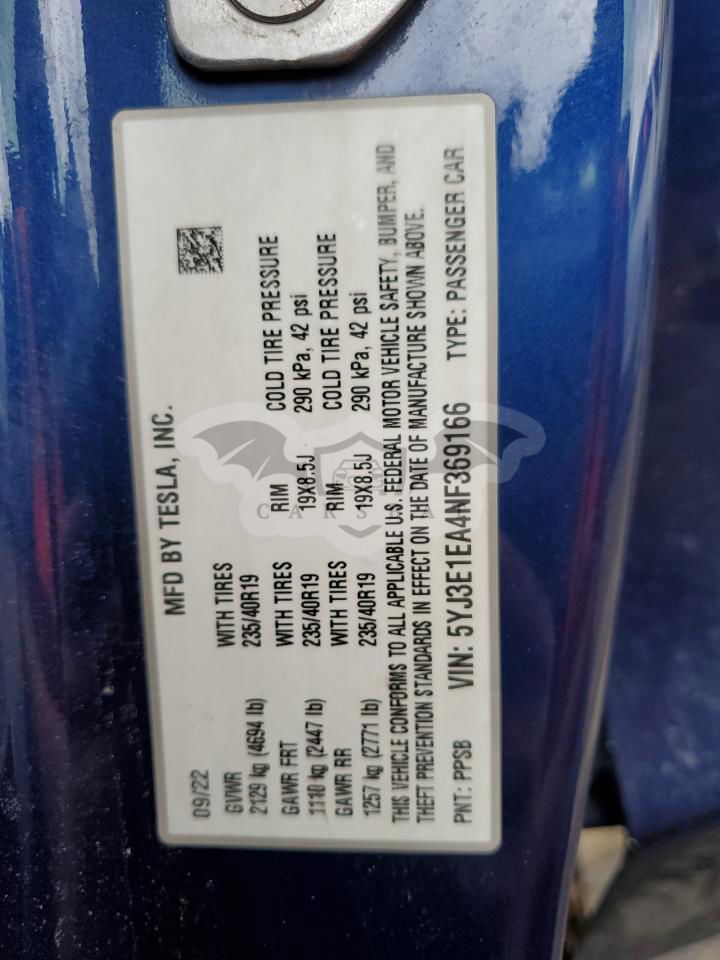 MFD BY TESLA, INC.
09/22
GVWR WITH TIRES
2129 kg (4694 lb) 235/40R19
GAWR FRT WITH TIRES RIM COLD TIRE PRESSURE
1110 kg (2447 lb) 235/40R19 19X8.5J 290 kPa, 42 psi
GAWR RR WITH TIRES RIM COLD TIRE PRESSURE
1257 kg (2771 lb) 235/40R19 19X8.5J 290 kPa, 42 psi
THIS VEHICLE CONFORMS TO ALL APPLICABLE U.S. FEDERAL MOTOR VEHICLE SAFETY, BUMPER, AND
THEFT PREVENTION STANDARDS IN EFFECT ON THE DATE OF MANUFACTURE SHOWN ABOVE.
PNT: PPSB VIN: 5YJ3E1EA4NF369166 TYPE: PASSENGER CAR